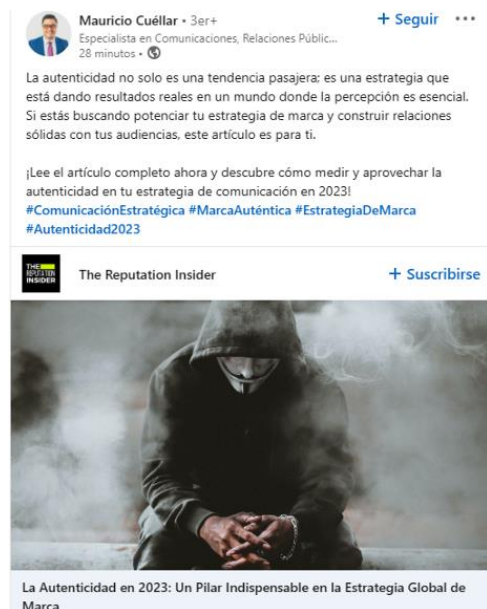 Mauricio Cuéllar • 3er+
+ Seguir
Especialista en Comunicaciones, Relaciones Públic...
28 minutos •
La autenticidad no solo es una tendencia pasajera; es una estrategia que
está dando resultados reales en un mundo donde la percepción es esencial.
Si estás buscando potenciar tu estrategia de marca y construir relaciones
sólidas con tus audiencias, este artículo es para ti.
¡Lee el artículo completo ahora y descubre cómo medir y aprovechar la
autenticidad en tu estrategia de comunicación en 2023!
#ComunicaciónEstratégica #MarcaAuténtica #EstrategiaDeMarca
#Autenticidad2023
THE
REPUTATION
INSIDER
The Reputation Insider
+ Suscribirse
La Autenticidad en 2023: Un Pilar Indispensable en la Estrategia Global de
Marca